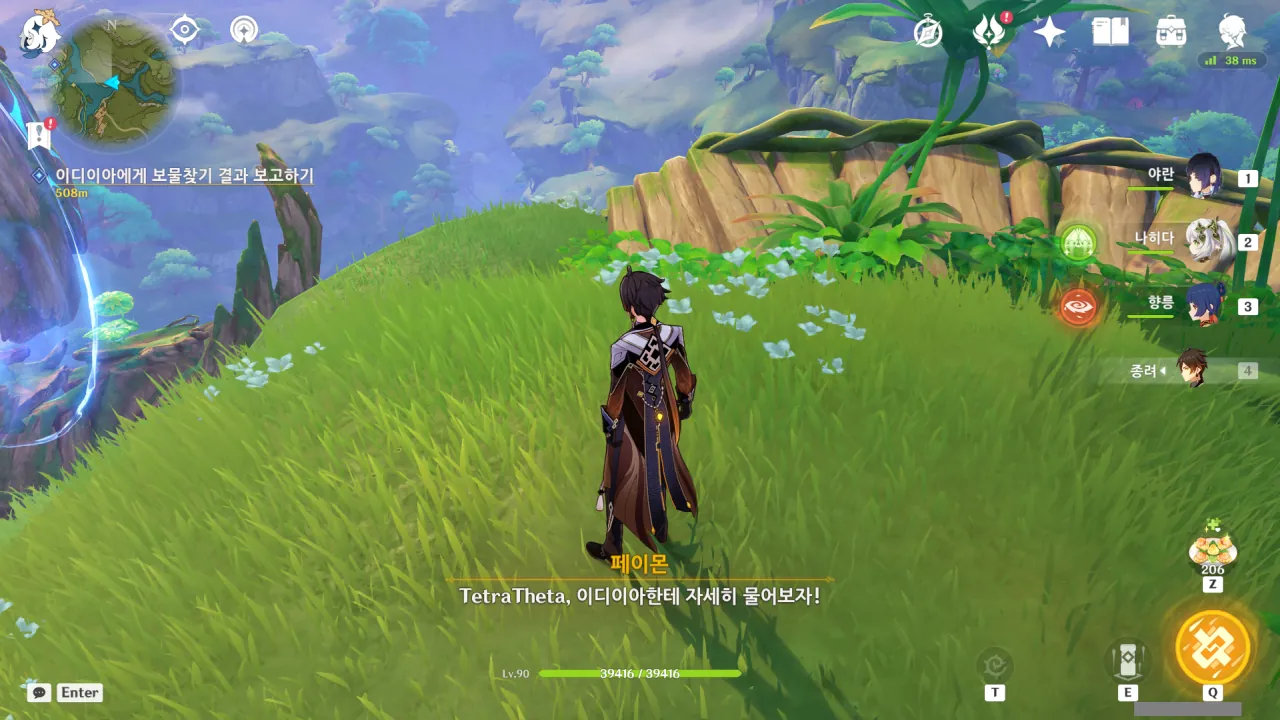 N
38 ms
이디이아에게 보물찾기 결과 보고하기
508m
야란
1
나히다
2
향릉
3
종려
4
페이몬
TetraTheta, 이디이아한테 자세히 물어보자!
206
Z
Lv.90
39416 / 39416
Enter
T
E
Q